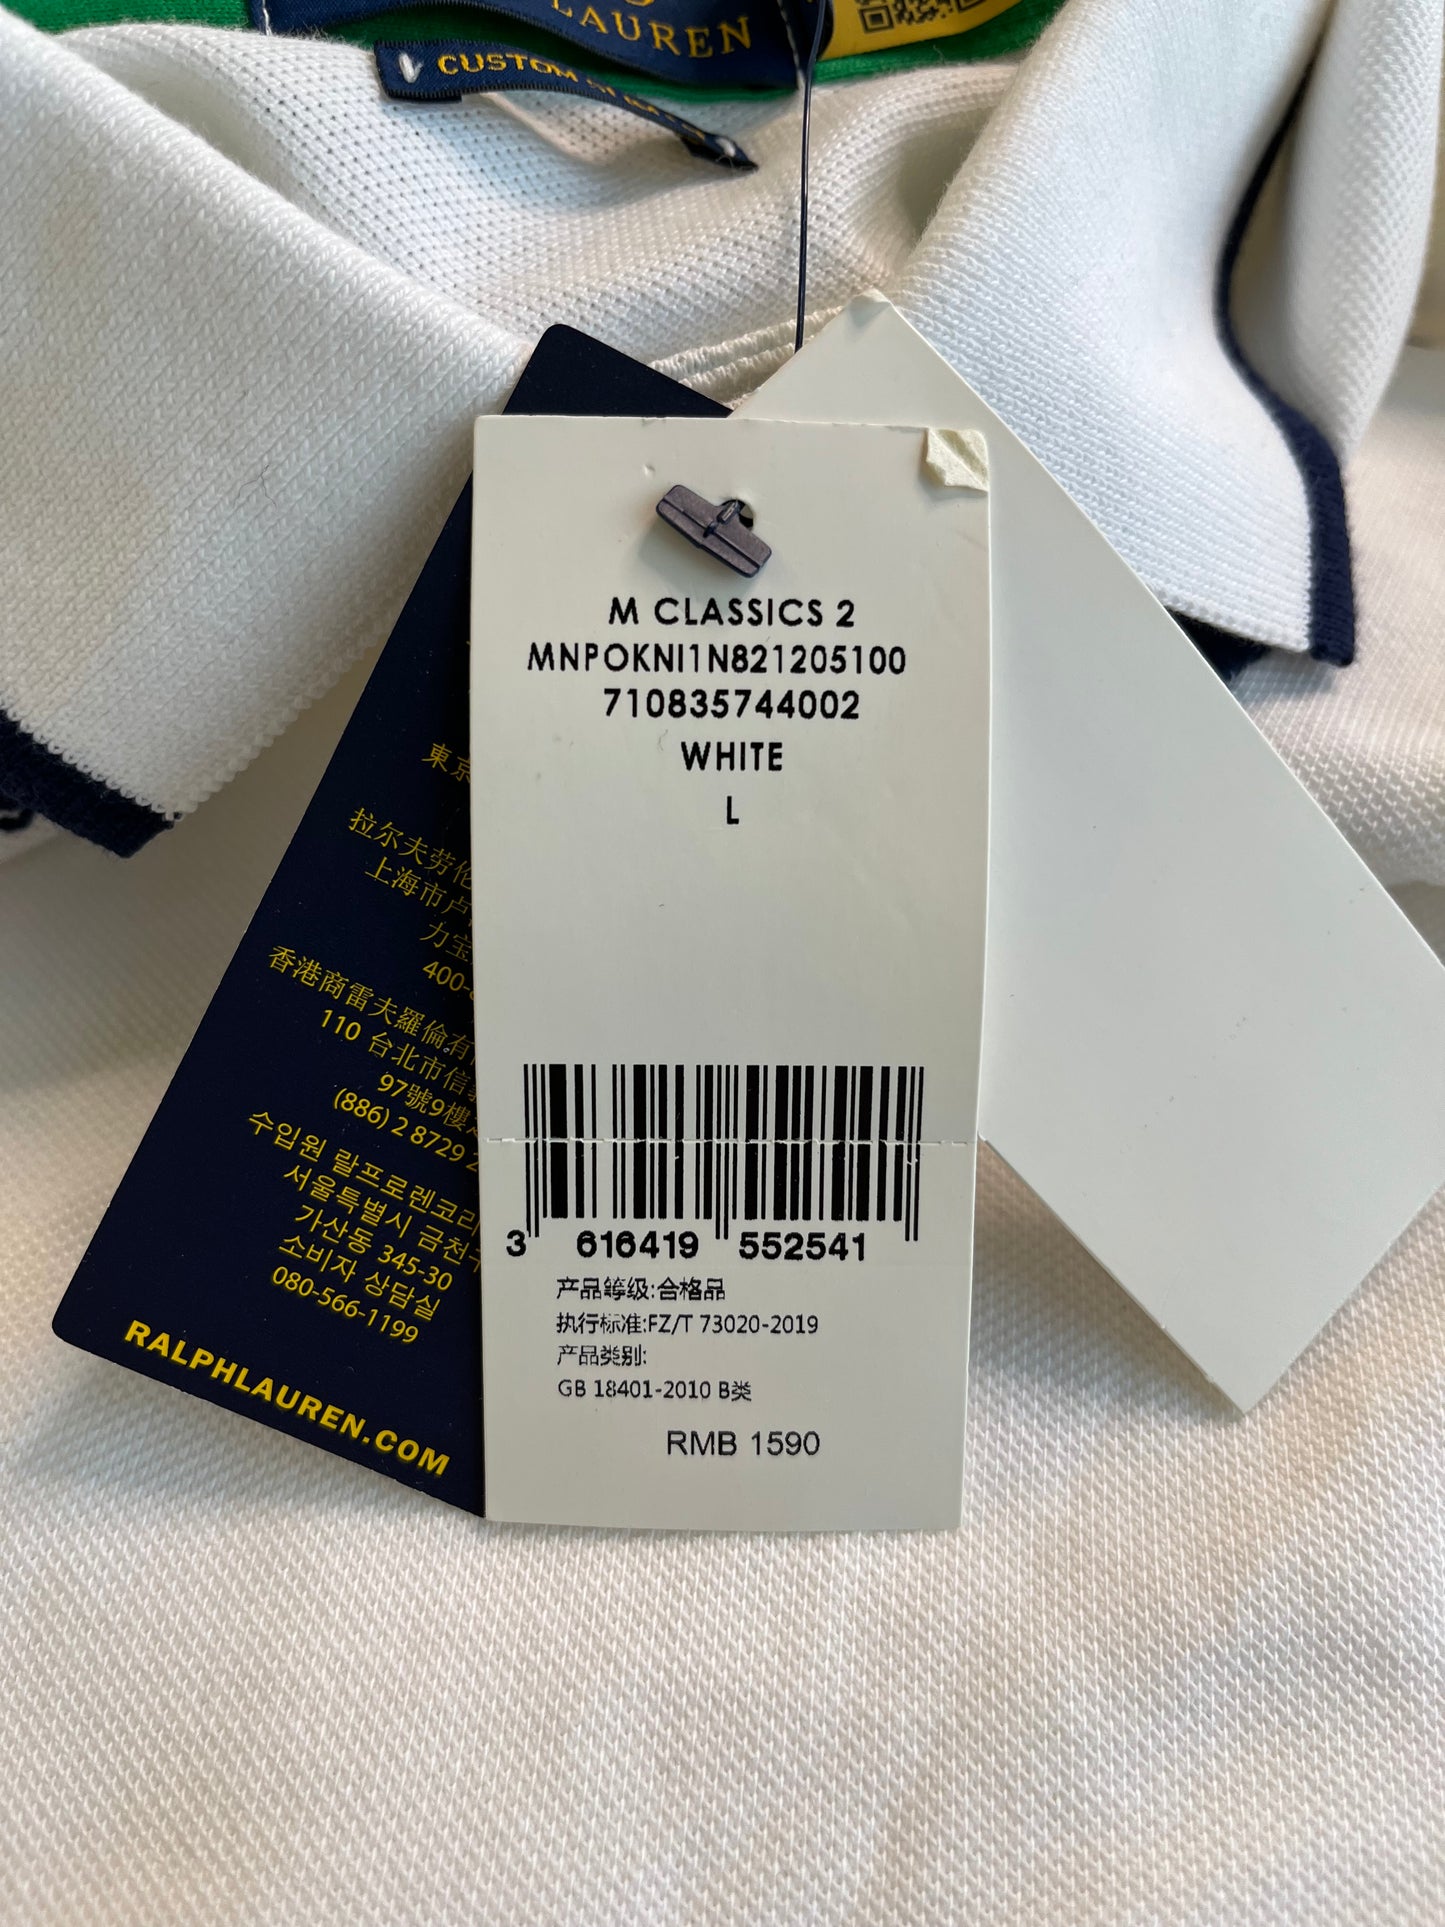 LAUREN
CUSTOM
M CLASSICS 2
MNPOKNI1N821205100
710835744002
WHITE
L
3 616419 552541
产品等级:合格品
执行标准:FZ/T 73020-2019
产品类别:
GB 18401-2010 B类
RMB 1590
東京
拉尔夫劳伦
上海市卢
力宝
400-
香港商雷夫羅倫有
110 台北市信義
97號9樓
(886) 2 8729 2
수입원 랄프로렌코리
서울특별시 금천구
가산동 345-30
소비자 상담실
080-566-1199
RALPHLAUREN.COM